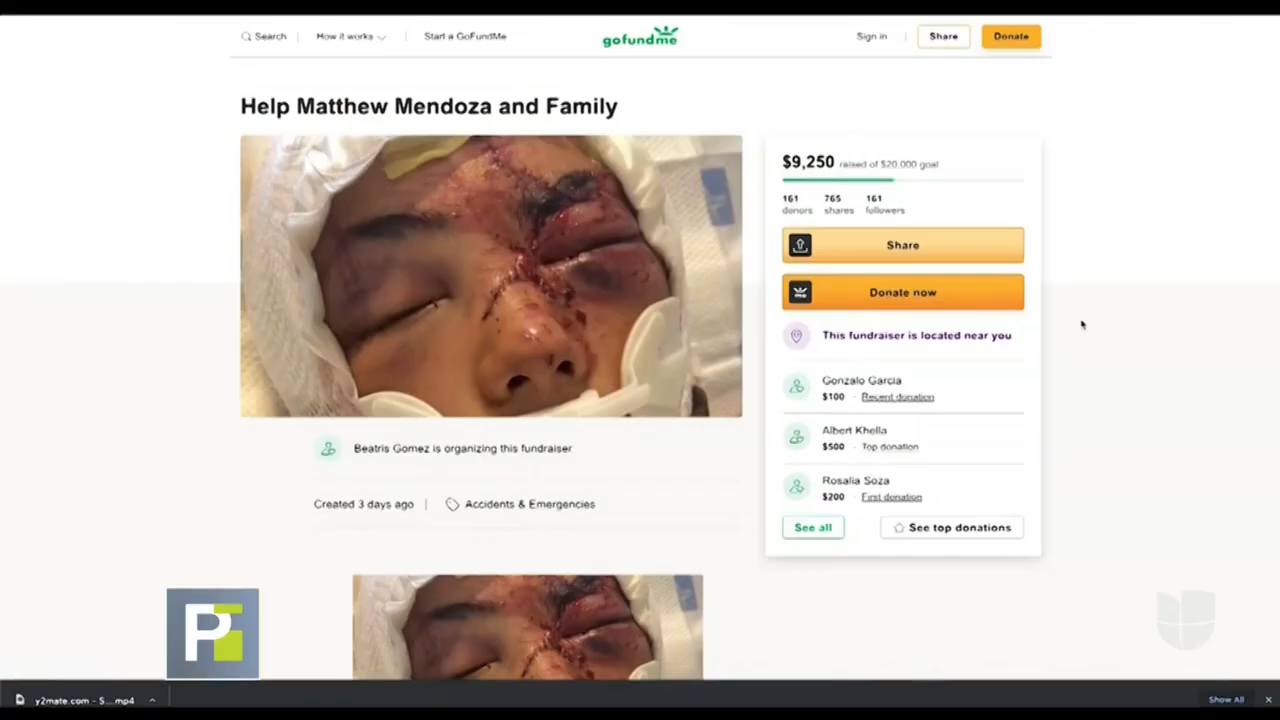 Search
How it works
Start a GoFundMe
gofundme
Sign in
Share
Donate
Help Matthew Mendoza and Family
$9,250 raised of $20,000 goal
161 765 161
donors shares followers
Share
Donate now
This fundraiser is located near you
Gonzalo Garcia
$100 · Recent donation
Albert Khella
$500 · Top donation
Rosalia Soza
$200 · First donation
See all
See top donations
Beatris Gomez is organizing this fundraiser
Created 3 days ago | Accidents & Emergencies
P
y2mate.com - S....mp4
Show All